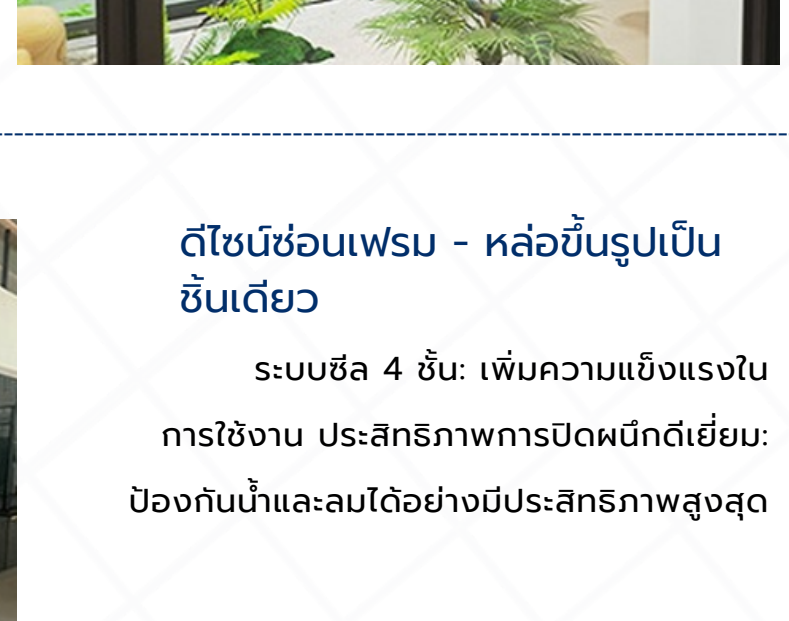 ดีไซน์ซ่อนเฟรม - หล่อขึ้นรูปเป็น
ชิ้นเดียว
ระบบซีล 4 ชั้น: เพิ่มความแข็งแรงใน
การใช้งาน ประสิทธิภาพการปิดผนึกดีเยี่ยม:
ป้องกันน้ำและลมได้อย่างมีประสิทธิภาพสูงสุด